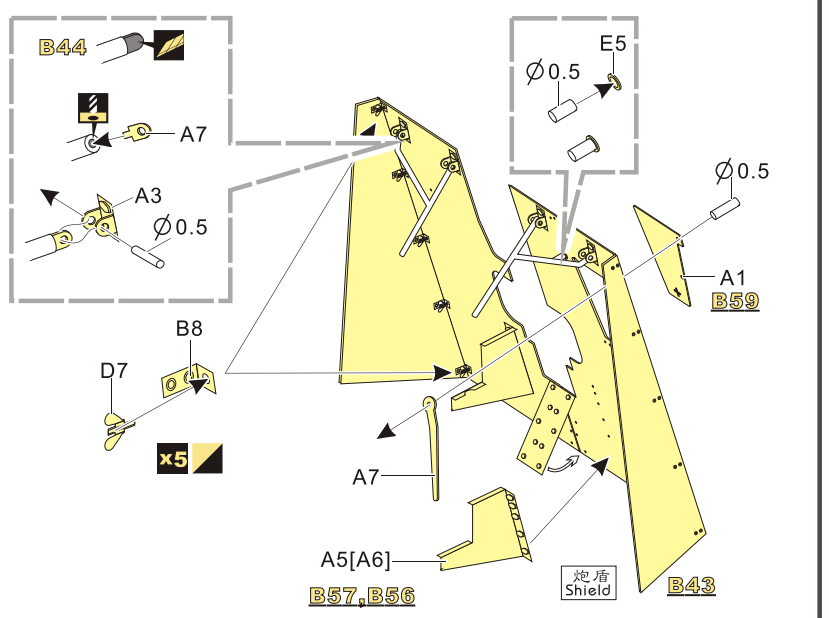 B44
A7
A3
Ø0.5
E5
Ø0.5
Ø0.5
A1
B59
B8
D7
x5
A7
A5[A6]
B57,B56
炮盾
Shield
B43